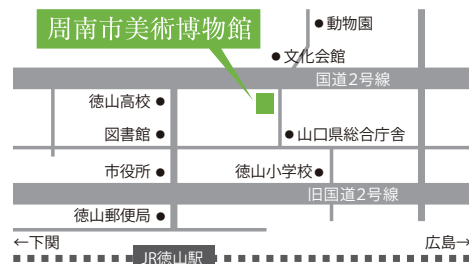 動物園
周南市美術博物館
文化会館
国道2号線
徳山高校
図書館
山口県総合庁舎
市役所
徳山小学校
旧国道2号線
徳山郵便局
←下関
広島→
JR徳山駅